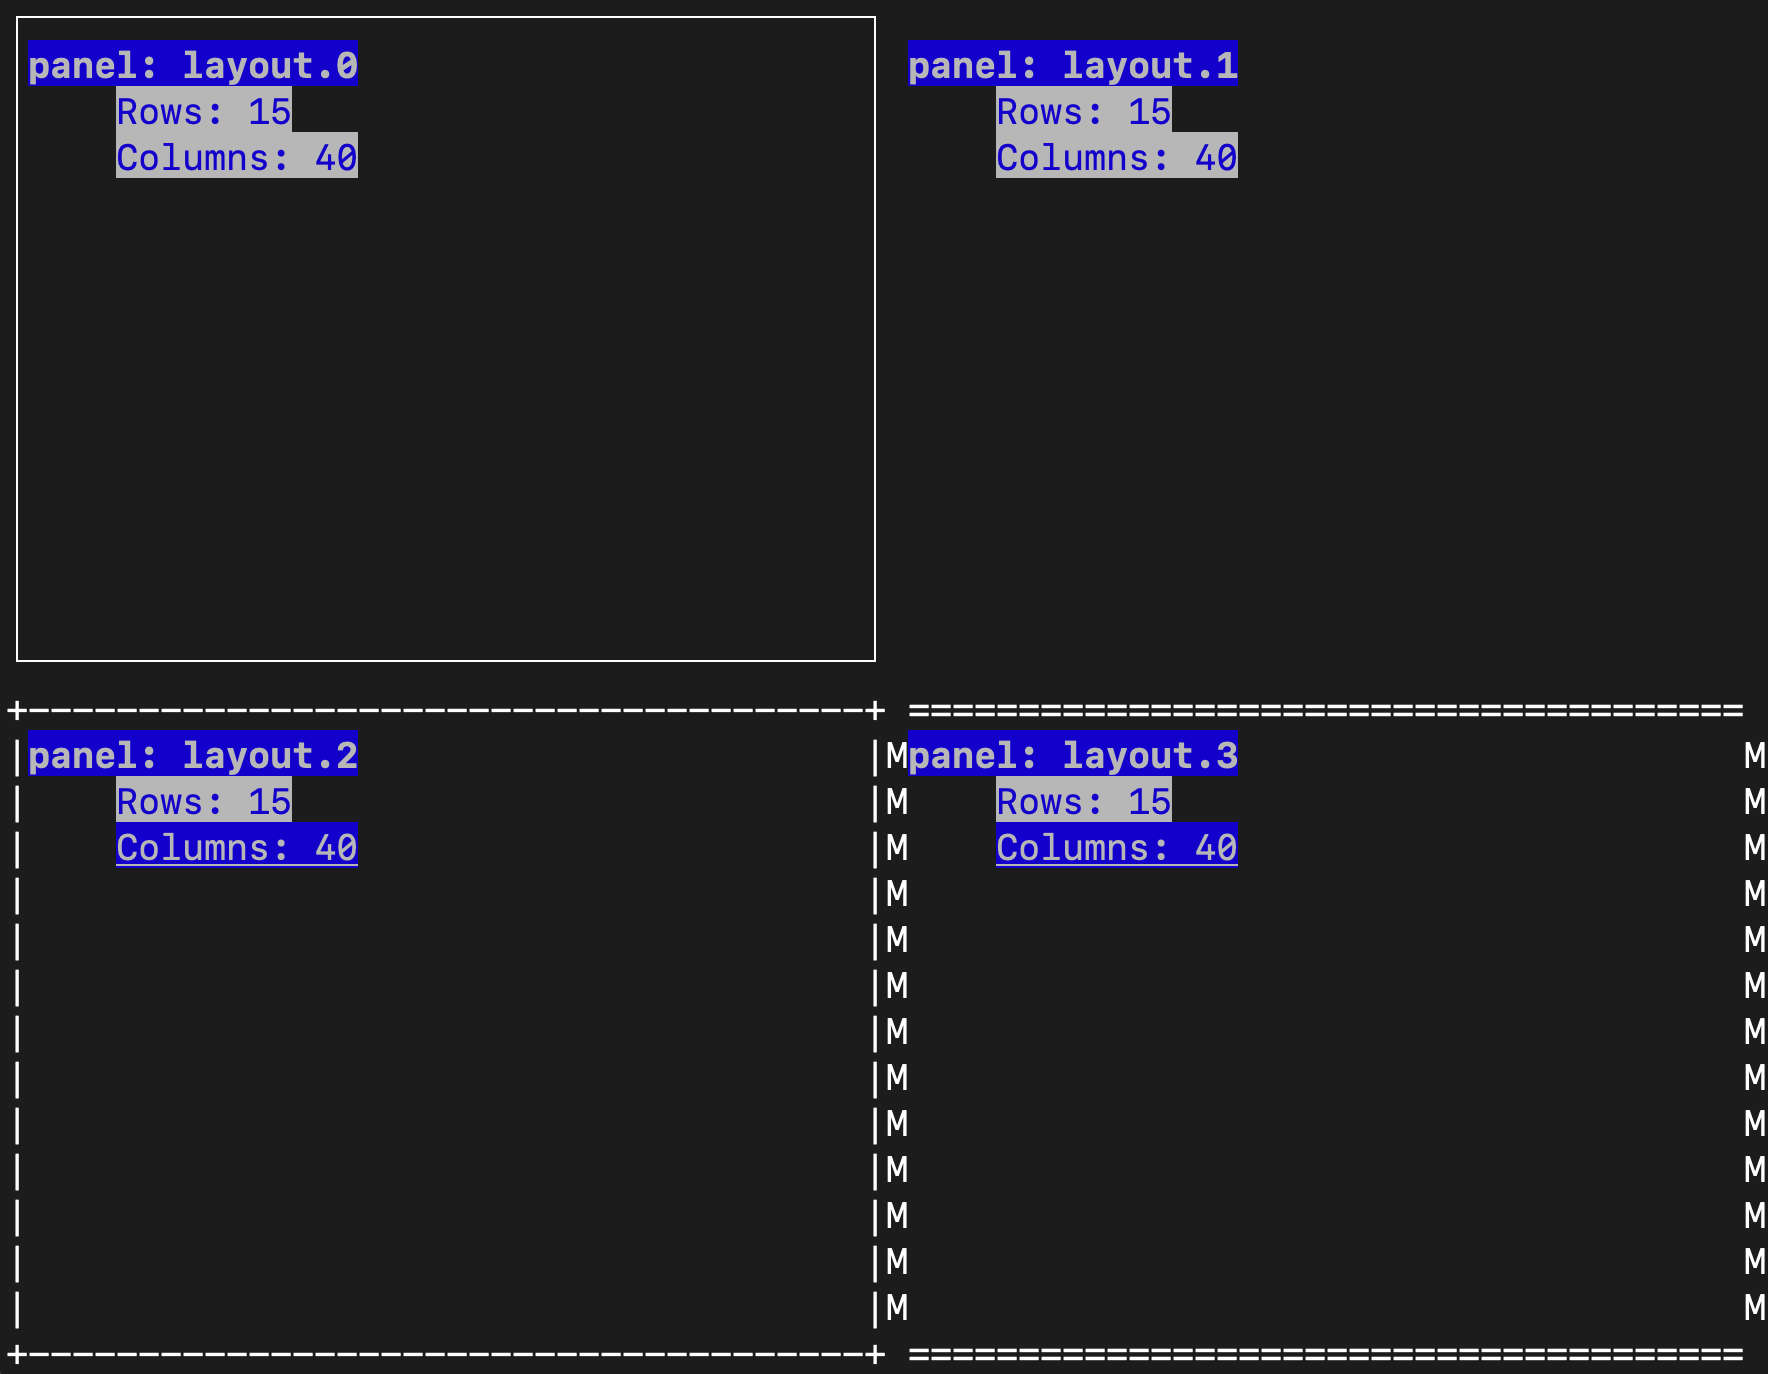 panel: layout.0                         panel: layout.1
    Rows: 15                                Rows: 15
    Columns: 40                             Columns: 40
+--------------------------------------+ ======================================
|panel: layout.2                       |Mpanel: layout.3                       M
|    Rows: 15                          |M    Rows: 15                          M
|    Columns: 40                       |M    Columns: 40                       M
|                                      |M                                      M
|                                      |M                                      M
|                                      |M                                      M
|                                      |M                                      M
|                                      |M                                      M
|                                      |M                                      M
|                                      |M                                      M
|                                      |M                                      M
|                                      |M                                      M
|                                      |M                                      M
+--------------------------------------+ ======================================